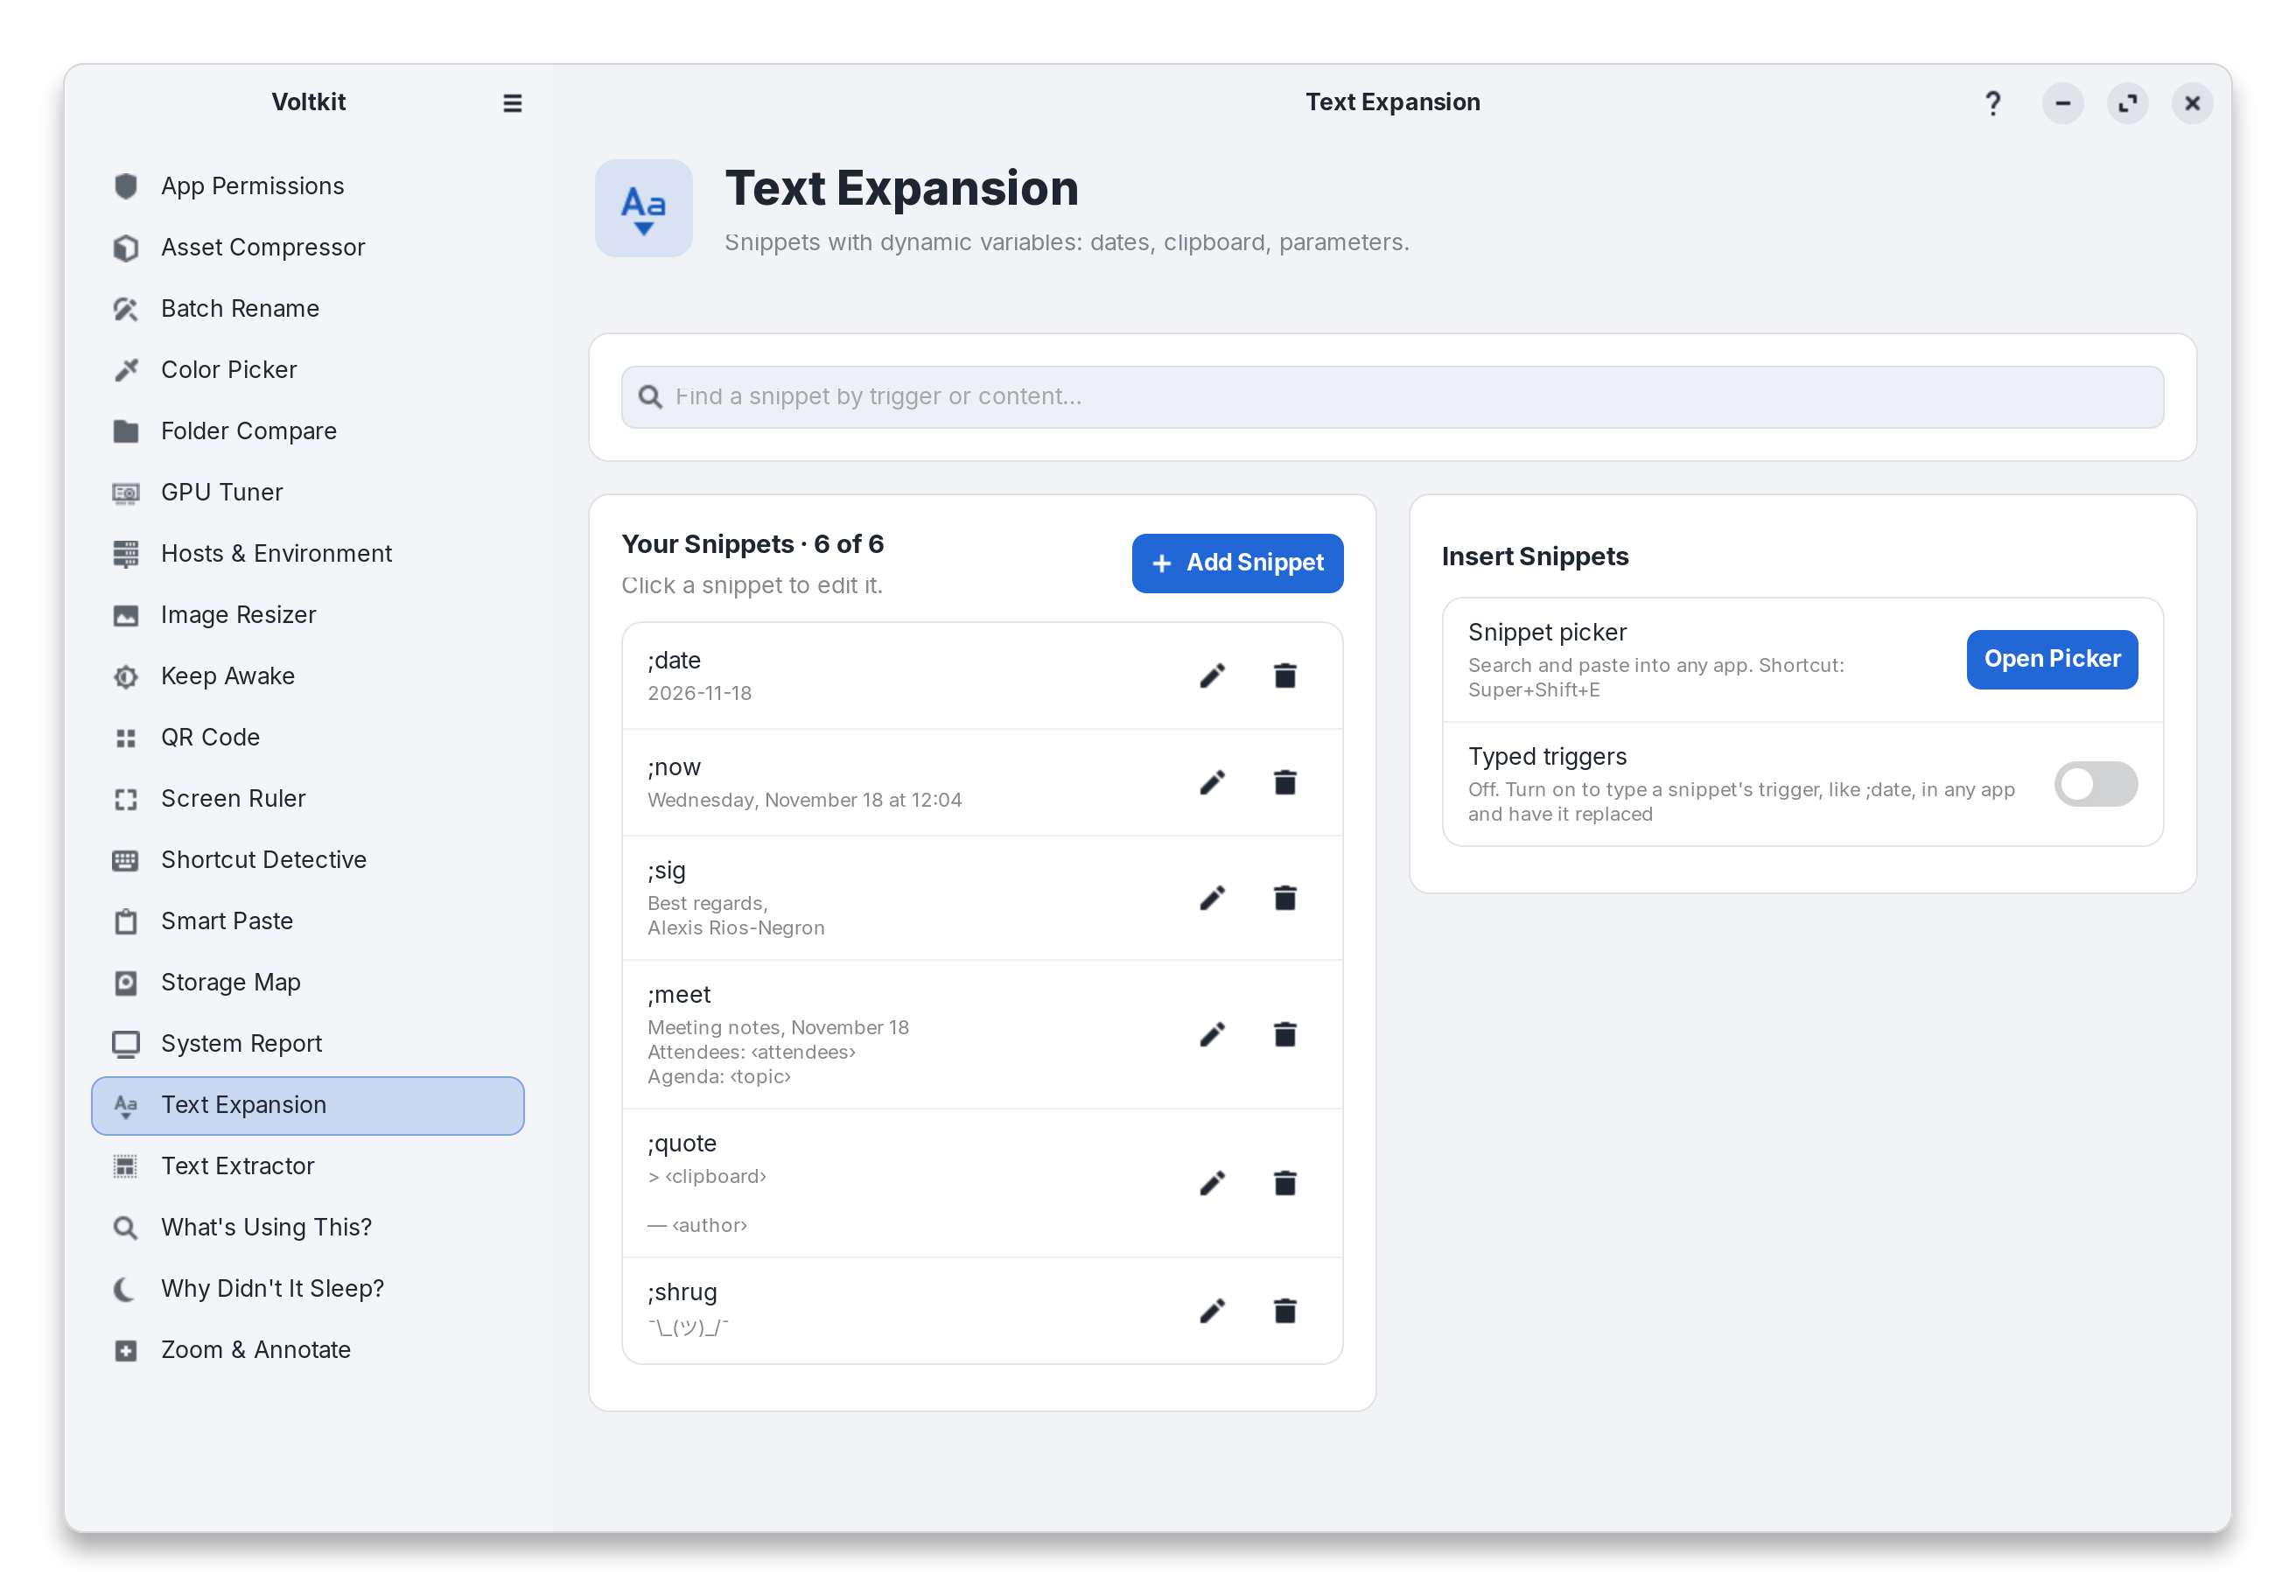 Voltkit
App Permissions
Asset Compressor
Batch Rename
Color Picker
Folder Compare
GPU Tuner
Hosts & Environment
Image Resizer
Keep Awake
QR Code
Screen Ruler
Shortcut Detective
Smart Paste
Storage Map
System Report
Text Expansion
Text Extractor
What's Using This?
Why Didn't It Sleep?
Zoom & Annotate
Text Expansion
?
Text Expansion
Snippets with dynamic variables: dates, clipboard, parameters.
Find a snippet by trigger or content...
Your Snippets · 6 of 6
Click a snippet to edit it.
+ Add Snippet
;date
2026-11-18
;now
Wednesday, November 18 at 12:04
;sig
Best regards,
Alexis Rios-Negron
;meet
Meeting notes, November 18
Attendees: ‹attendees›
Agenda: ‹topic›
;quote
> ‹clipboard›
— ‹author›
;shrug
¯\_(ツ)_/¯
Insert Snippets
Snippet picker
Search and paste into any app. Shortcut:
Super+Shift+E
Open Picker
Typed triggers
Off. Turn on to type a snippet's trigger, like ;date, in any app
and have it replaced